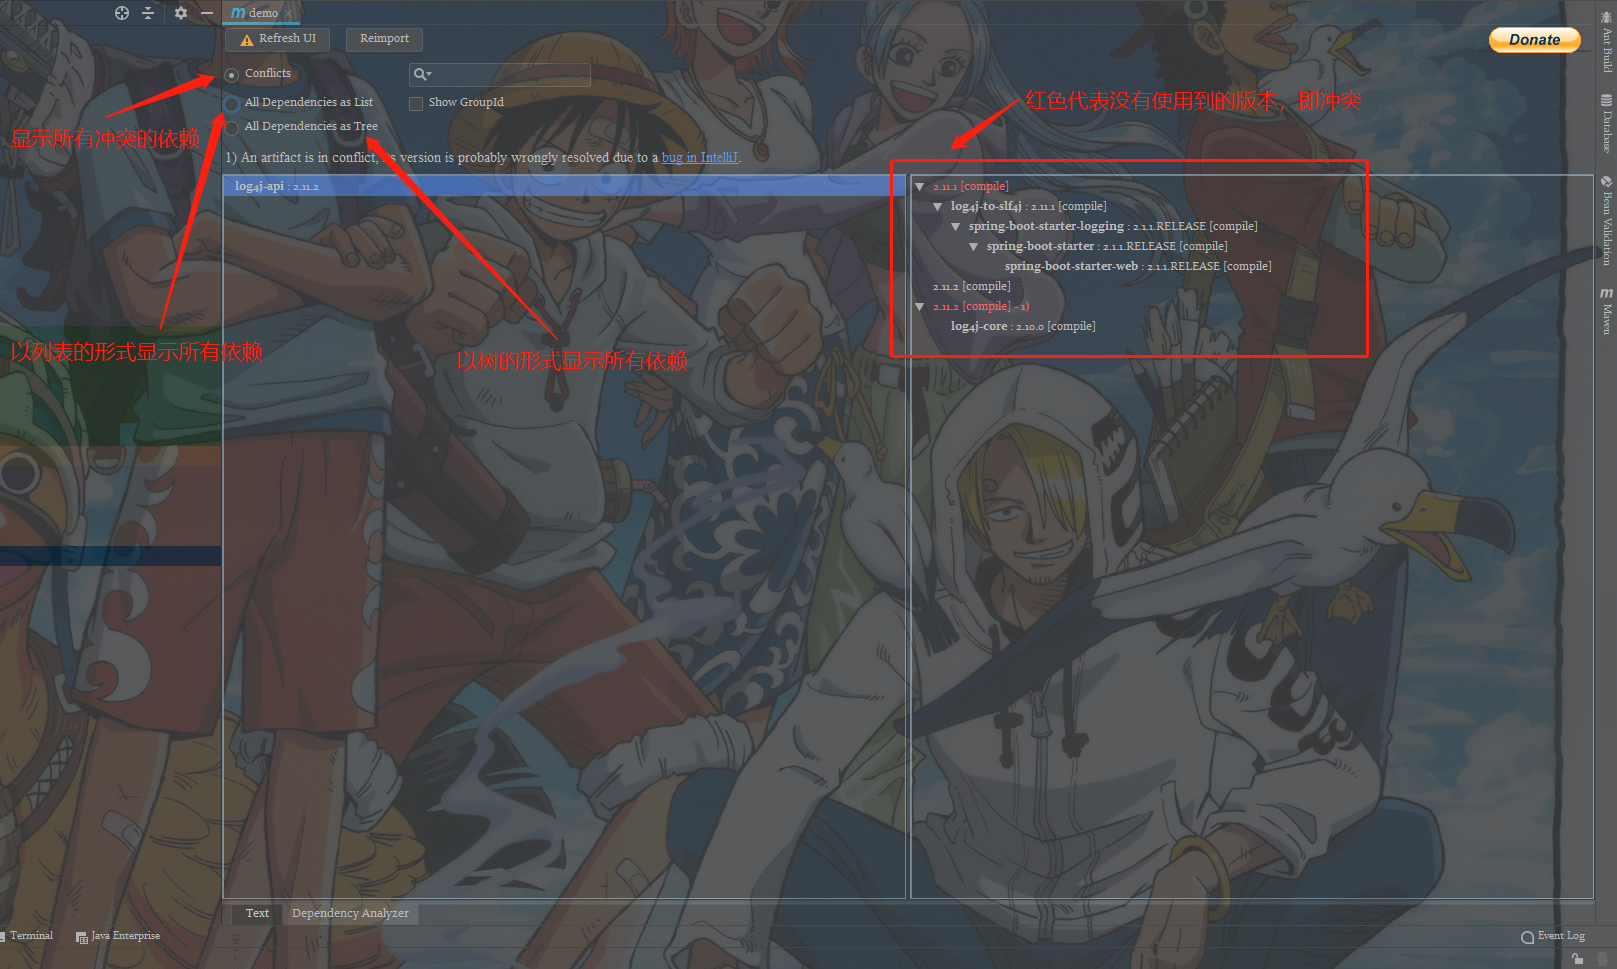 demo
Refresh UI
Reimport
Donate
Conflicts
All Dependencies as List
Show GroupId
All Dependencies as Tree
显示所有冲突的依赖
红色代表没有使用到的版本，即冲突
1) An artifact is in conflict, its version is probably wrongly resolved due to a bug in IntelliJ.
log4j-api : 2.11.2
2.11.1 [compile]
log4j-to-slf4j : 2.11.1 [compile]
spring-boot-starter-logging : 2.1.1.RELEASE [compile]
spring-boot-starter : 2.1.1.RELEASE [compile]
spring-boot-starter-web : 2.1.1.RELEASE [compile]
2.11.2 [compile]
2.11.2 [compile] - 1)
log4j-core : 2.10.0 [compile]
以列表的形式显示所有依赖
以树的形式显示所有依赖
Ant Build
Database
Bean Validation
Maven
Text
Dependency Analyzer
Terminal
Java Enterprise
Event Log